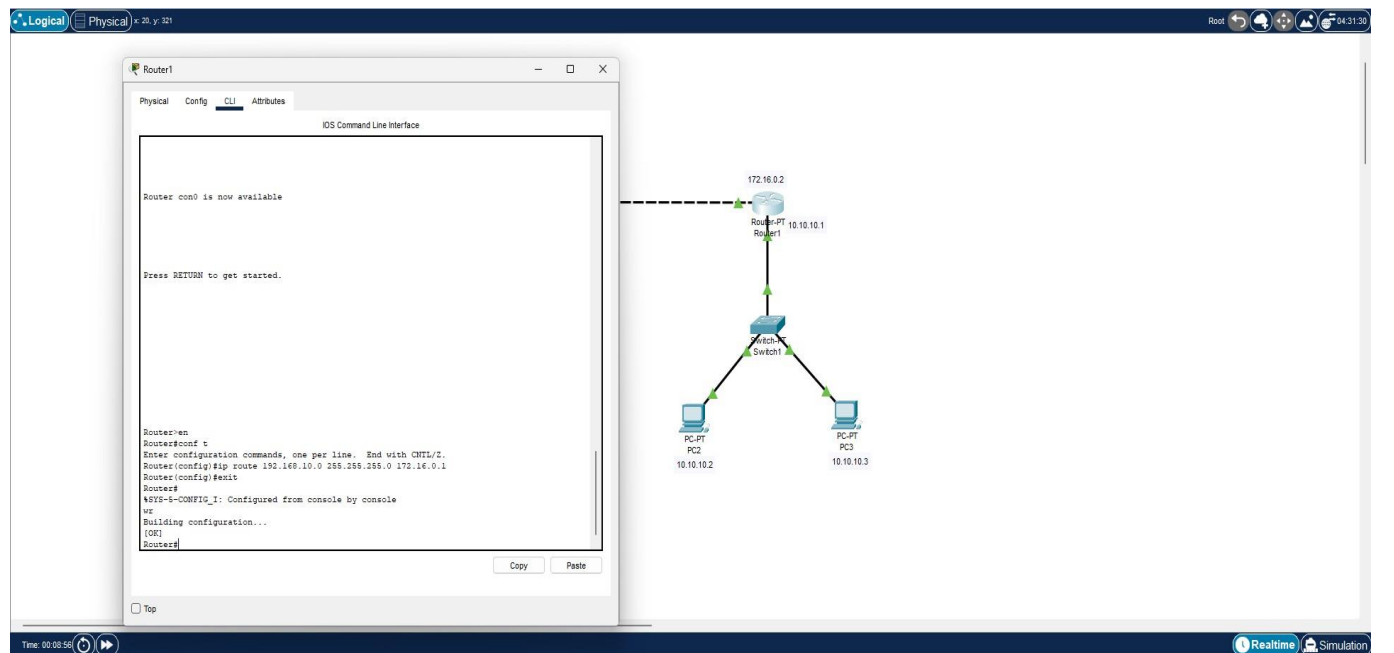 Logical Physical x: 20, y: 321 Root 04:31:30
Router1
Physical Config CLI Attributes
IOS Command Line Interface
Router con0 is now available
Press RETURN to get started.
Router>en
Router#conf t
Enter configuration commands, one per line.  End with CNTL/Z.
Router(config)#ip route 192.168.10.0 255.255.255.0 172.16.0.1
Router(config)#exit
Router#
%SYS-5-CONFIG_I: Configured from console by console
wr
Building configuration...
[OK]
Router#
Copy Paste
Top
172.16.0.2
Router-PT
Router1
10.10.10.1
Switch-PT
Switch1
PC-PT
PC2
10.10.10.2
PC-PT
PC3
10.10.10.3
Time: 00:08:56 Realtime Simulation